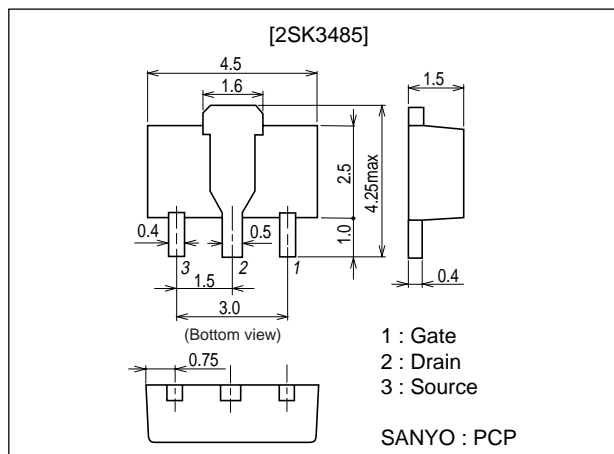 [2SK3485]
4.5
1.6
1.5
2.5
4.25max
1.0
0.4
0.5
3
2
1
1.5
0.4
3.0
(Bottom view)
0.75
1 : Gate
2 : Drain
3 : Source
SANYO : PCP